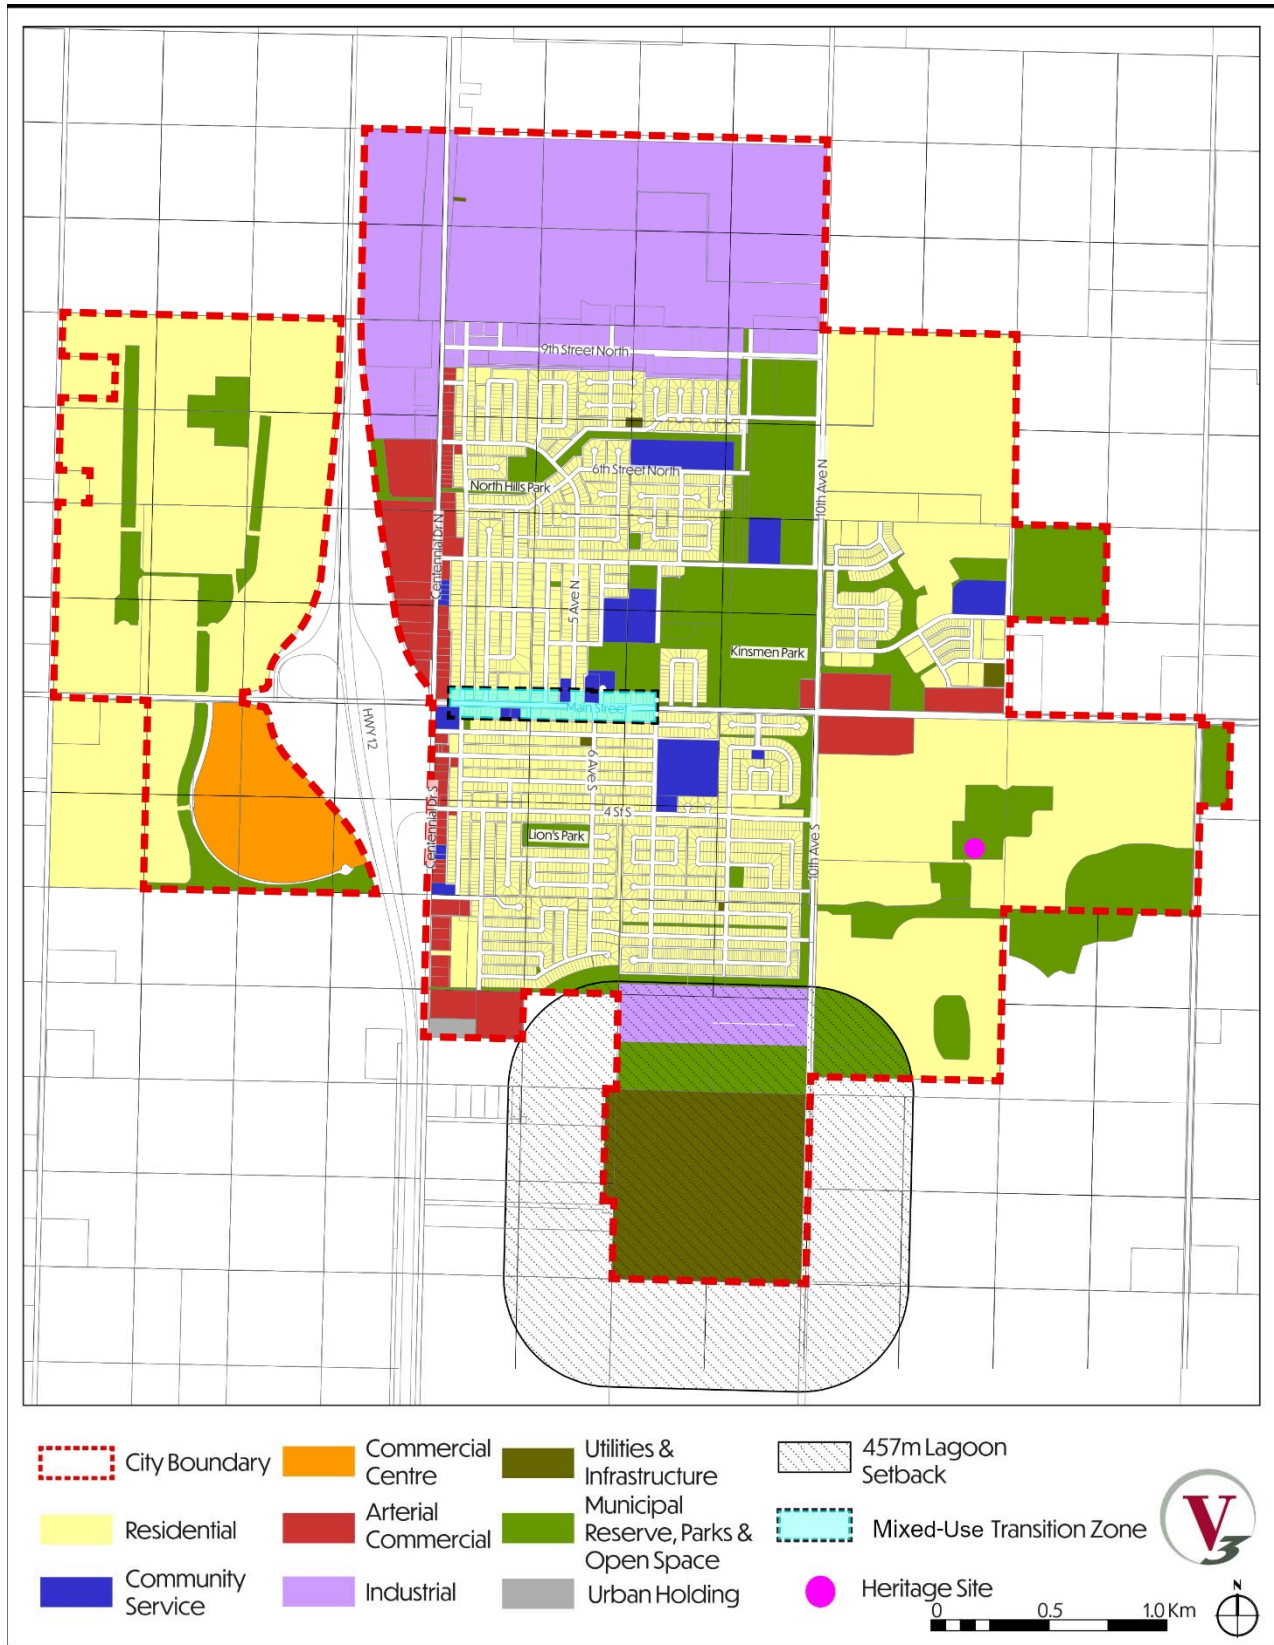 9th Street North
6th Street North
North Hills Park
10th Ave N
Centennial Dr N
5 Ave N
Kinsmen Park
Main Street
HWY 12
6 Ave S
4 St S
Centennial Dr S
Lion's Park
10th Ave S
City Boundary
Commercial
Centre
Utilities &
Infrastructure
457m Lagoon
Setback
Residential
Arterial
Commercial
Municipal
Reserve, Parks &
Open Space
Mixed-Use Transition Zone
V
3
Community
Service
Industrial
Urban Holding
Heritage Site
N
0 0.5 1.0 Km